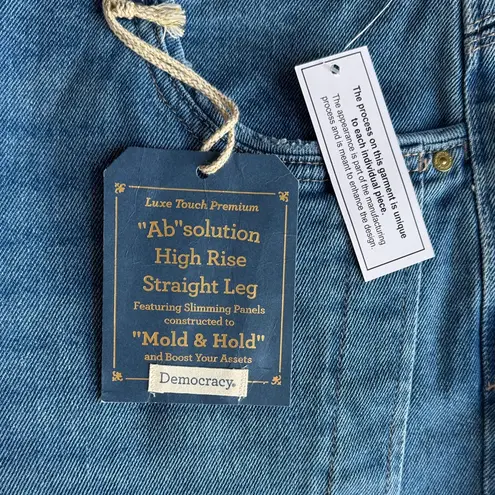 Luxe Touch Premium
"Ab"solution
High Rise
Straight Leg
Featuring Slimming Panels
constructed to
"Mold & Hold"
and Boost Your Assets
Democracy®
The process on this garment is unique
to each individual piece.
The appearance is part of the manufacturing
process and is meant to enhance the design.